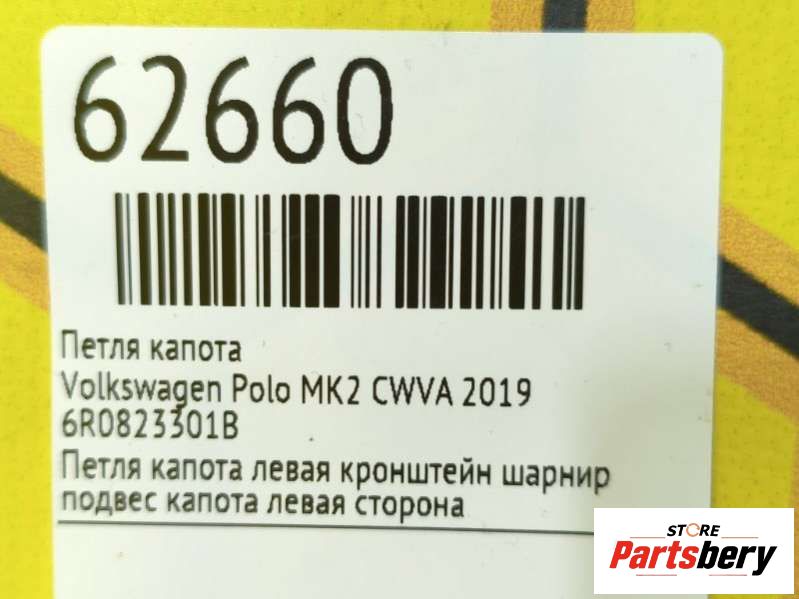 62660
Петля капота
Volkswagen Polo MK2 CWVA 2019
6R0823301B
Петля капота левая кронштейн шарнир
подвес капота левая сторона
STORE
Partsbery